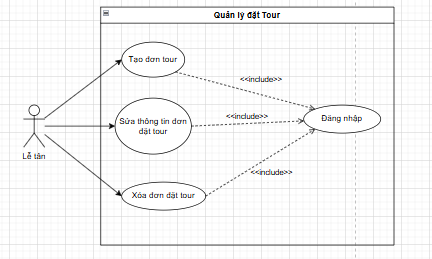 Quản lý đặt Tour
Tạo đơn tour
<<include>>
Sửa thông tin đơn
đặt tour
<<include>>
Đăng nhập
Lễ tân
<<include>>
Xóa đơn đặt tour